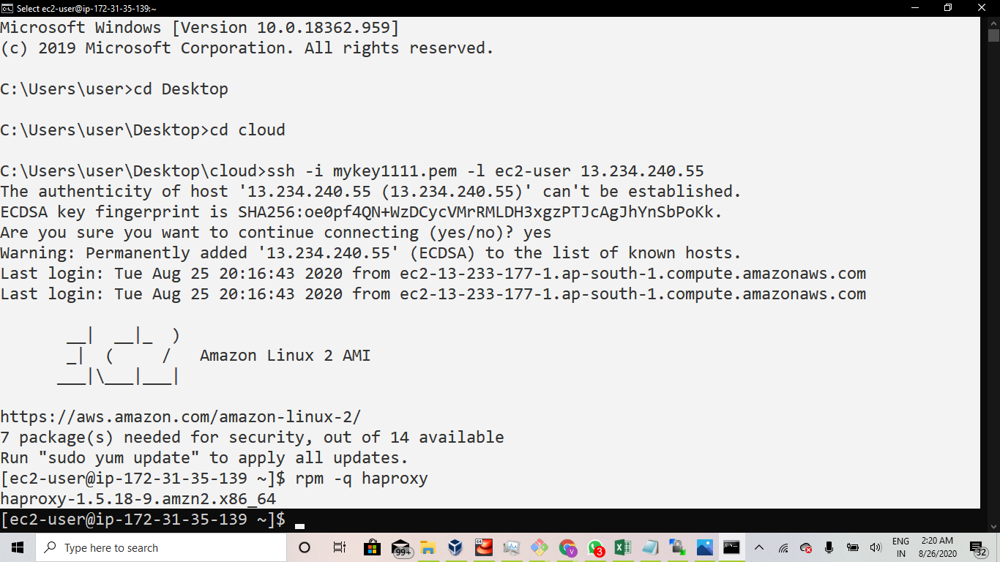 Select ec2-user@ip-172-31-35-139:~
Microsoft Windows [Version 10.0.18362.959]
(c) 2019 Microsoft Corporation. All rights reserved.
C:\Users\user>cd Desktop
C:\Users\user\Desktop>cd cloud
C:\Users\user\Desktop\cloud>ssh -i mykey1111.pem -l ec2-user 13.234.240.55
The authenticity of host '13.234.240.55 (13.234.240.55)' can't be established.
ECDSA key fingerprint is SHA256:oe0pf4QN+WzDCycVMrRMLDH3xgzPTJcAgJhYnSbPoKk.
Are you sure you want to continue connecting (yes/no)? yes
Warning: Permanently added '13.234.240.55' (ECDSA) to the list of known hosts.
Last login: Tue Aug 25 20:16:43 2020 from ec2-13-233-177-1.ap-south-1.compute.amazonaws.com
Last login: Tue Aug 25 20:16:43 2020 from ec2-13-233-177-1.ap-south-1.compute.amazonaws.com
       __|  __|_  )
       _|  (     /   Amazon Linux 2 AMI
      ___|\___|___|
https://aws.amazon.com/amazon-linux-2/
7 package(s) needed for security, out of 14 available
Run "sudo yum update" to apply all updates.
[ec2-user@ip-172-31-35-139 ~]$ rpm -q haproxy
haproxy-1.5.18-9.amzn2.x86_64
[ec2-user@ip-172-31-35-139 ~]$
Type here to search
99+
3
ENG
IN
2:20 AM
8/26/2020
32